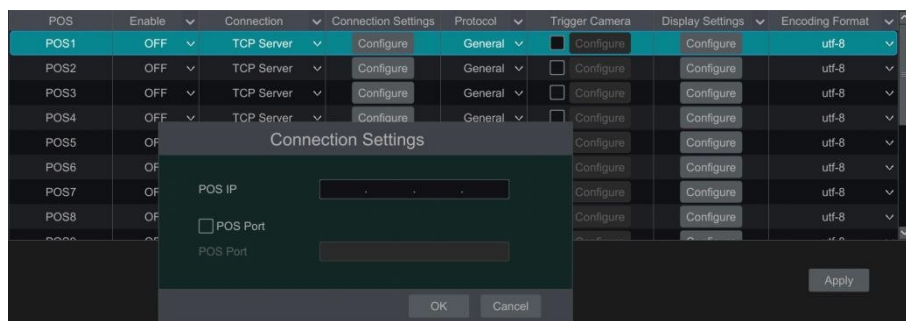 POS Enable Connection Connection Settings Protocol Trigger Camera Display Settings Encoding Format
POS1 OFF TCP Server Configure General Configure Configure utf-8
POS2 OFF TCP Server Configure General Configure Configure utf-8
POS3 OFF TCP Server Configure General Configure Configure utf-8
POS4 OFF TCP Server Configure General Configure Configure utf-8
POS5 OF Configure Configure utf-8
POS6 OF Configure Configure utf-8
POS7 OF Configure Configure utf-8
POS8 OF Configure Configure utf-8
Connection Settings
POS IP . . .
POS Port
POS Port
OK Cancel
Apply